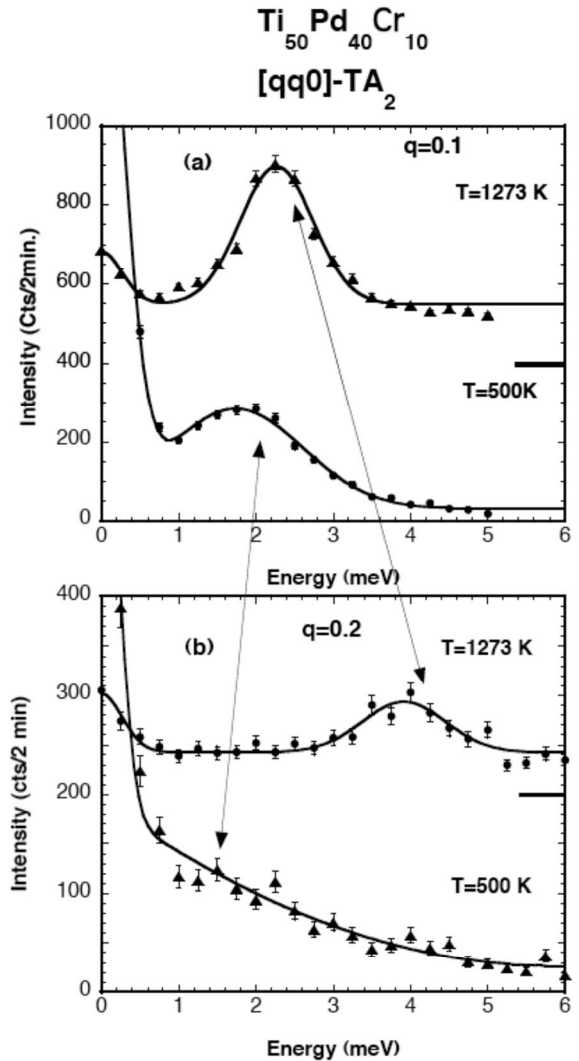 Ti50Pd40Cr10
[qq0]-TA2
1000
(a)
q=0.1
T=1273 K
800
600
400
T=500K
200
0
Intensity (Cts/2min.)
0 1 2 3 4 5 6
Energy (meV)
400
(b)
q=0.2
T=1273 K
300
200
T=500 K
100
0
Intensity (cts/2 min)
0 1 2 3 4 5 6
Energy (meV)